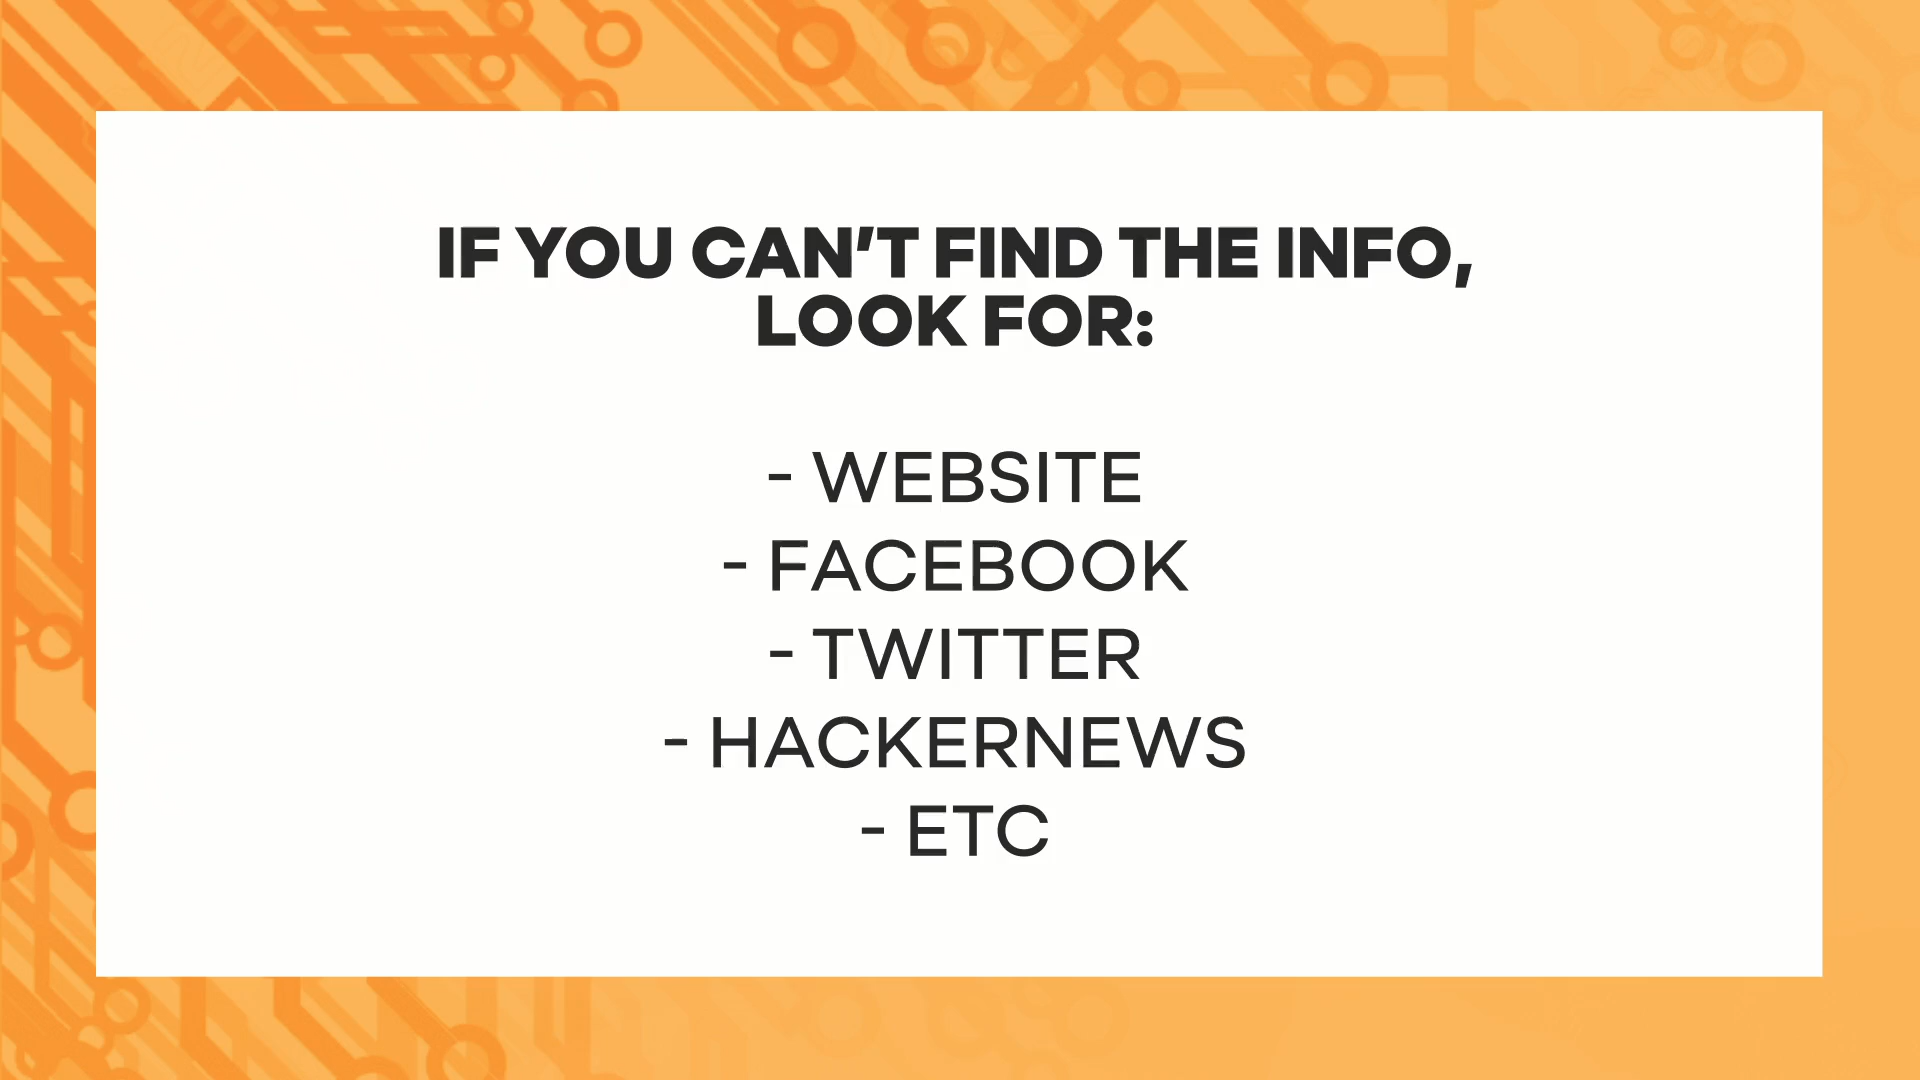 IF YOU CAN'T FIND THE INFO,
LOOK FOR:
- WEBSITE
- FACEBOOK
- TWITTER
- HACKERNEWS
- ETC